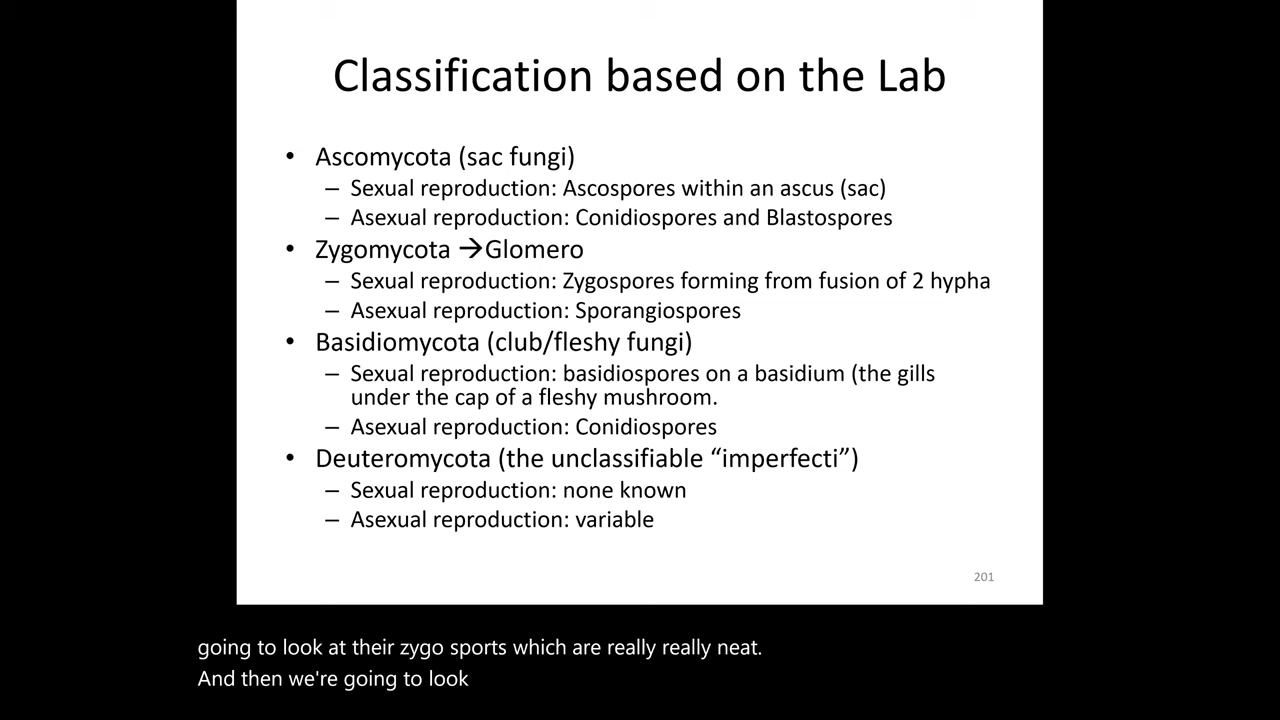 Classification based on the Lab
• Ascomycota (sac fungi)
– Sexual reproduction: Ascospores within an ascus (sac)
– Asexual reproduction: Conidiospores and Blastospores
• Zygomycota →Glomero
– Sexual reproduction: Zygospores forming from fusion of 2 hypha
– Asexual reproduction: Sporangiospores
• Basidiomycota (club/fleshy fungi)
– Sexual reproduction: basidiospores on a basidium (the gills
under the cap of a fleshy mushroom.
– Asexual reproduction: Conidiospores
• Deuteromycota (the unclassifiable “imperfecti”)
– Sexual reproduction: none known
– Asexual reproduction: variable
201
going to look at their zygo sports which are really really neat.
And then we're going to look